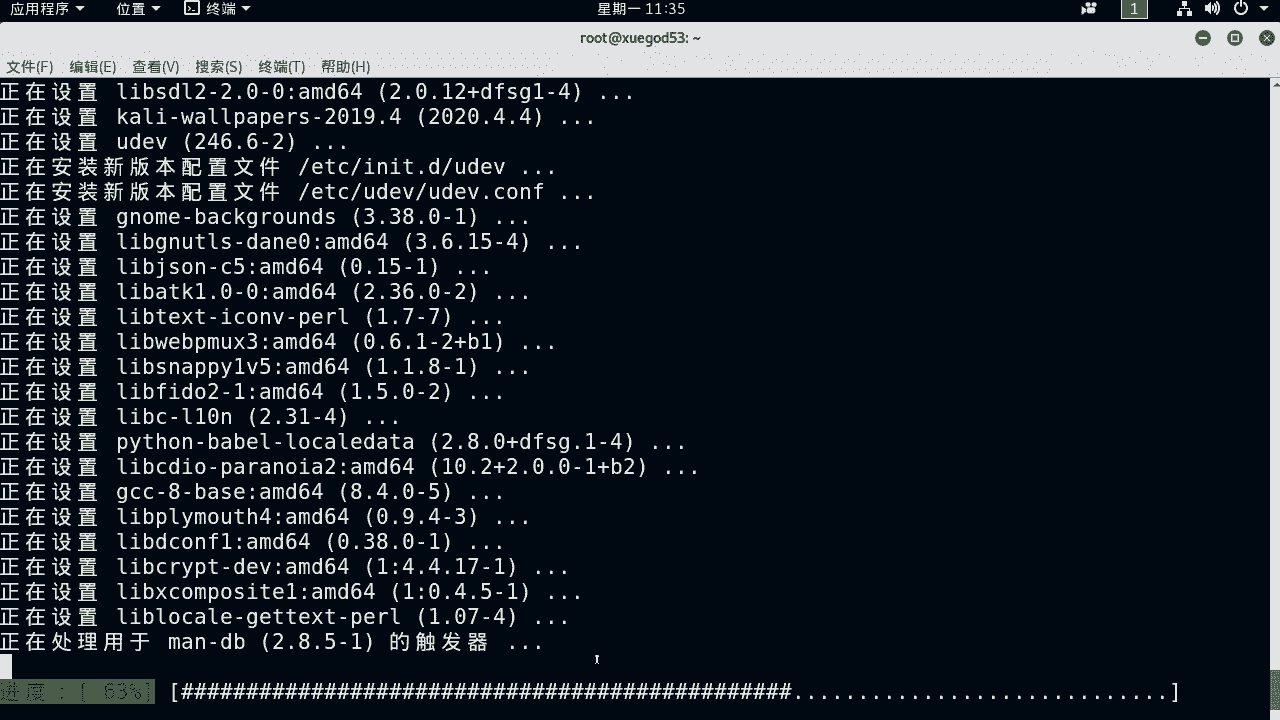 应用程序 位置 终端 星期一 11:35 1
root@xuegod53: ~
文件(F) 编辑(E) 查看(V) 搜索(S) 终端(T) 帮助(H)
正在设置 libsdl2-2.0-0:amd64 (2.0.12+dfsg1-4) ...
正在设置 kali-wallpapers-2019.4 (2020.4.4) ...
正在设置 udev (246.6-2) ...
正在安装新版本配置文件 /etc/init.d/udev ...
正在安装新版本配置文件 /etc/udev/udev.conf ...
正在设置 gnome-backgrounds (3.38.0-1) ...
正在设置 libgnutls-dane0:amd64 (3.6.15-4) ...
正在设置 libjson-c5:amd64 (0.15-1) ...
正在设置 libatk1.0-0:amd64 (2.36.0-2) ...
正在设置 libtext-iconv-perl (1.7-7) ...
正在设置 libwebpmux3:amd64 (0.6.1-2+b1) ...
正在设置 libsnappy1v5:amd64 (1.1.8-1) ...
正在设置 libfido2-1:amd64 (1.5.0-2) ...
正在设置 libc-l10n (2.31-4) ...
正在设置 python-babel-localedata (2.8.0+dfsg.1-4) ...
正在设置 libcdio-paranoia2:amd64 (10.2+2.0.0-1+b2) ...
正在设置 gcc-8-base:amd64 (8.4.0-5) ...
正在设置 libplymouth4:amd64 (0.9.4-3) ...
正在设置 libdconf1:amd64 (0.38.0-1) ...
正在设置 libcrypt-dev:amd64 (1:4.4.17-1) ...
正在设置 libxcomposite1:amd64 (1:0.4.5-1) ...
正在设置 liblocale-gettext-perl (1.07-4) ...
正在处理用于 man-db (2.8.5-1) 的触发器 ...
进度：[ 63%] [###############################################.............................]